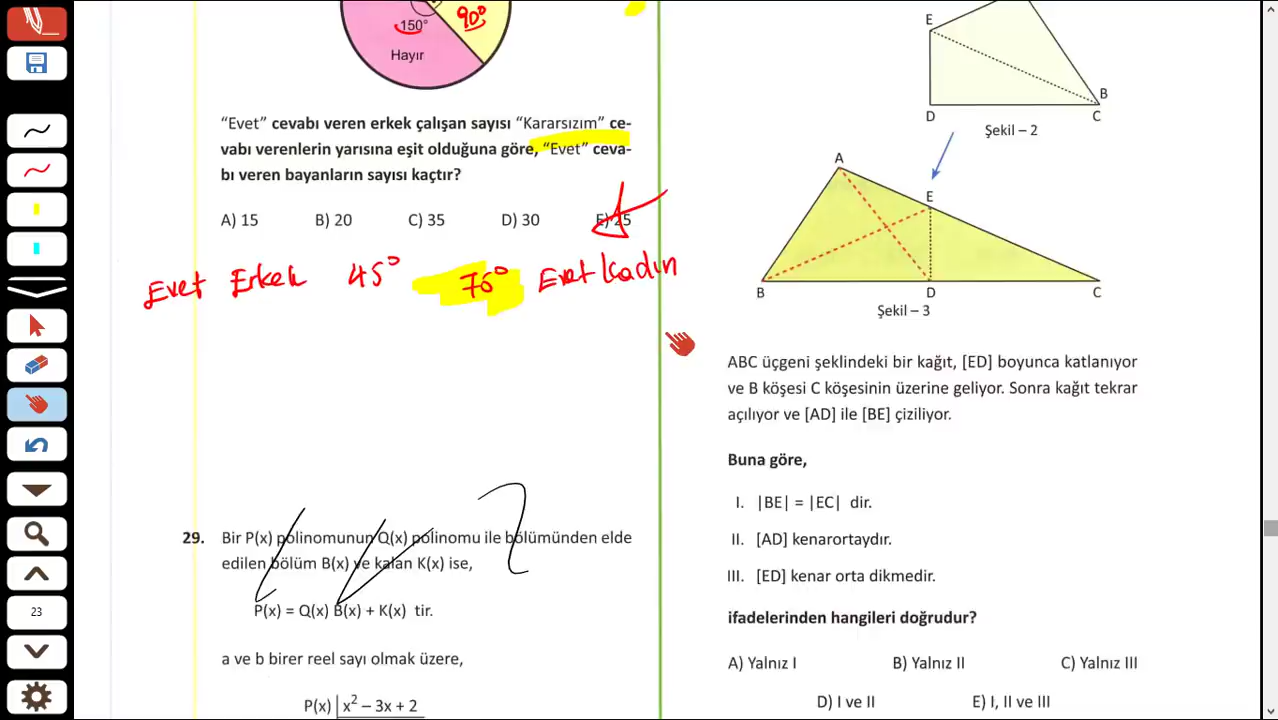 150°
90°
Hayır
"Evet" cevabı veren erkek çalışan sayısı "Kararsızım" ce-
vabı verenlerin yarısına eşit olduğuna göre, "Evet" ceva-
bı veren bayanların sayısı kaçtır?
A) 15 B) 20 C) 35 D) 30 E) 25
Evet Erkek 45° 75° Evet Kadın
29. Bir P(x) polinomunun Q(x) polinomu ile bölümünden elde
edilen bölüm B(x) ve kalan K(x) ise,
P(x) = Q(x) B(x) + K(x) tir.
a ve b birer reel sayı olmak üzere,
P(x) | x² – 3x + 2
E
B
D
C
Şekil – 2
A
E
B
D
C
Şekil – 3
ABC üçgeni şeklindeki bir kağıt, [ED] boyunca katlanıyor
ve B köşesi C köşesinin üzerine geliyor. Sonra kağıt tekrar
açılıyor ve [AD] ile [BE] çiziliyor.
Buna göre,
I. |BE| = |EC| dir.
II. [AD] kenarortaydır.
III. [ED] kenar orta dikmedir.
ifadelerinden hangileri doğrudur?
A) Yalnız I B) Yalnız II C) Yalnız III
D) I ve II E) I, II ve III
23